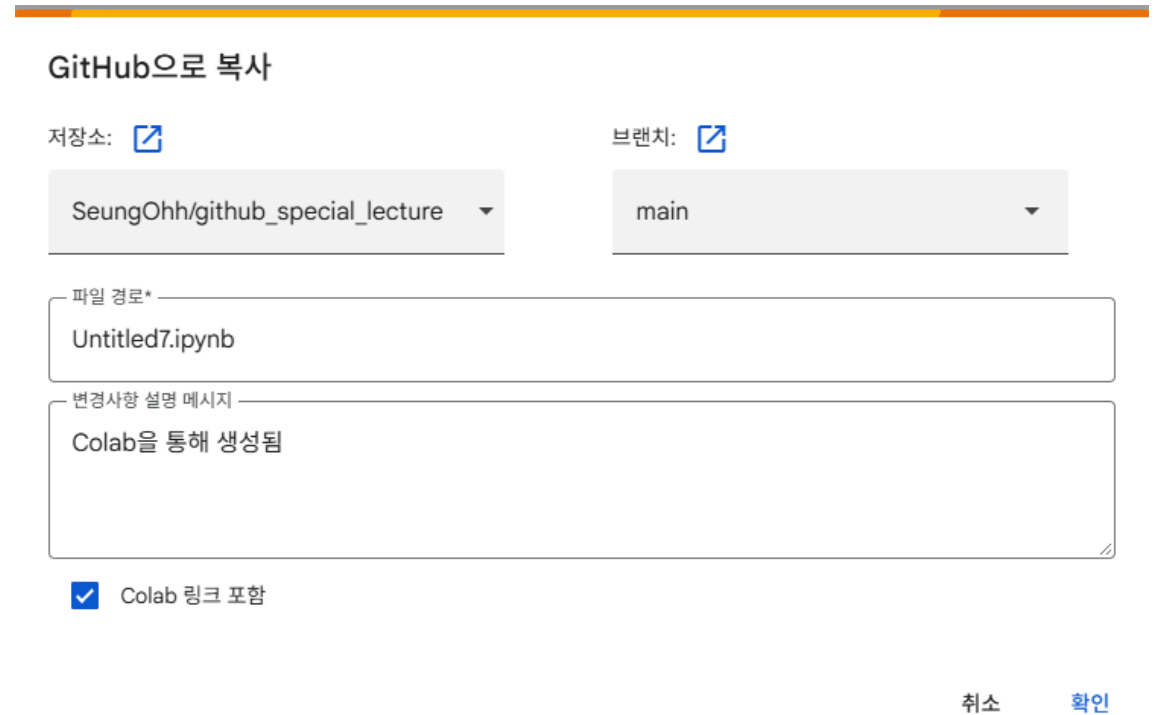 GitHub으로 복사
저장소:
브랜치:
SeungOhh/github_special_lecture
main
파일 경로*
Untitled7.ipynb
변경사항 설명 메시지
Colab을 통해 생성됨
Colab 링크 포함
취소
확인